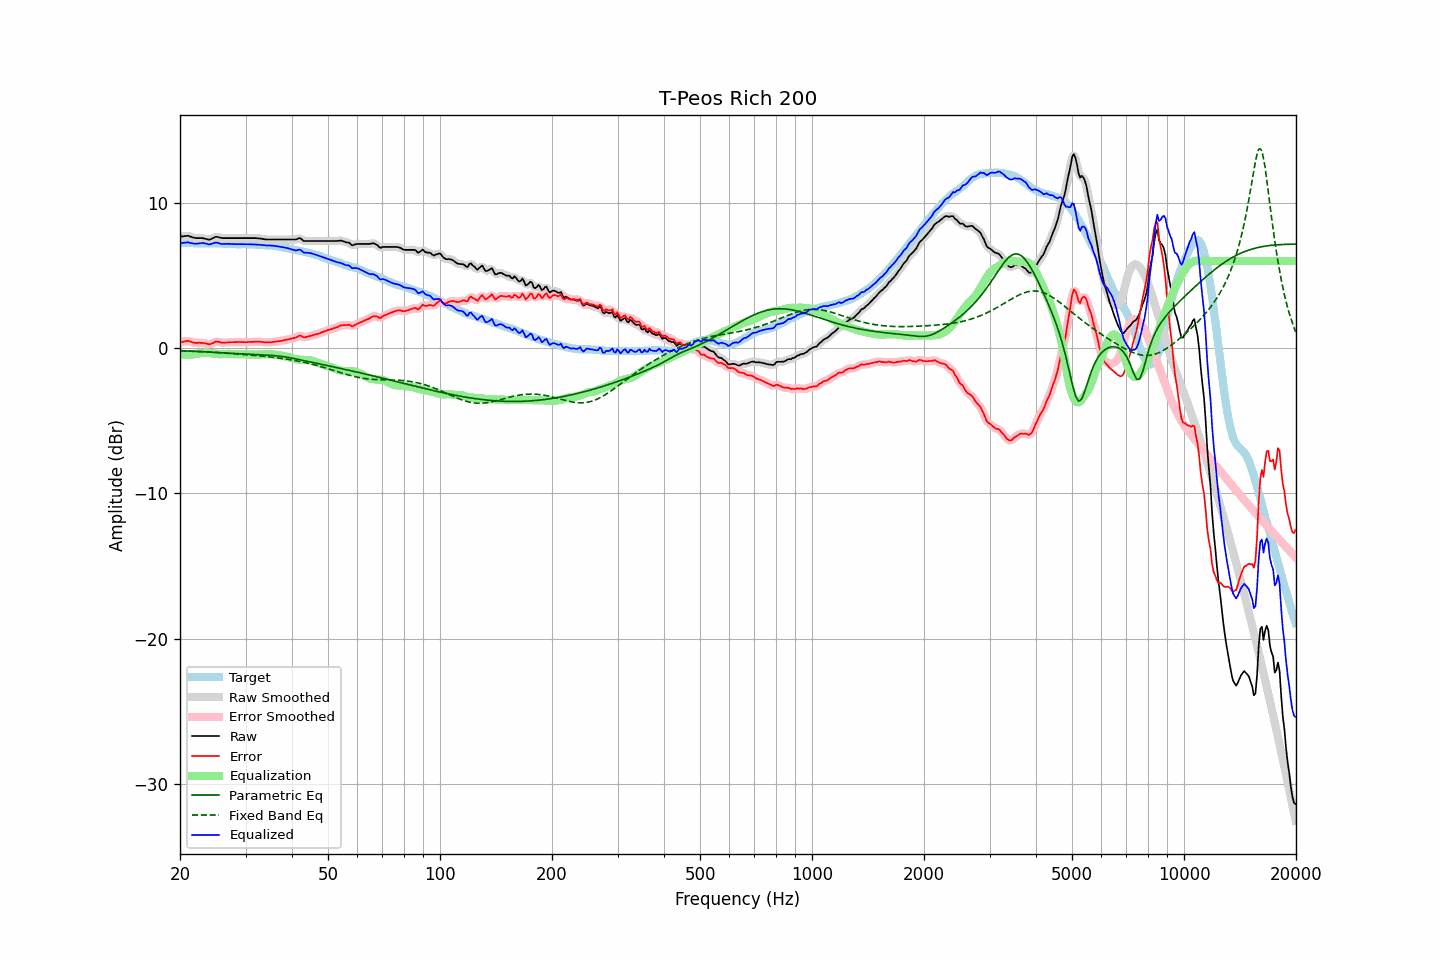 T-Peos Rich 200
Amplitude (dBr)
10
0
−10
−20
−30
Target
Raw Smoothed
Error Smoothed
Raw
Error
Equalization
Parametric Eq
Fixed Band Eq
Equalized
20 50 100 200 500 1000 2000 5000 10000 20000
Frequency (Hz)